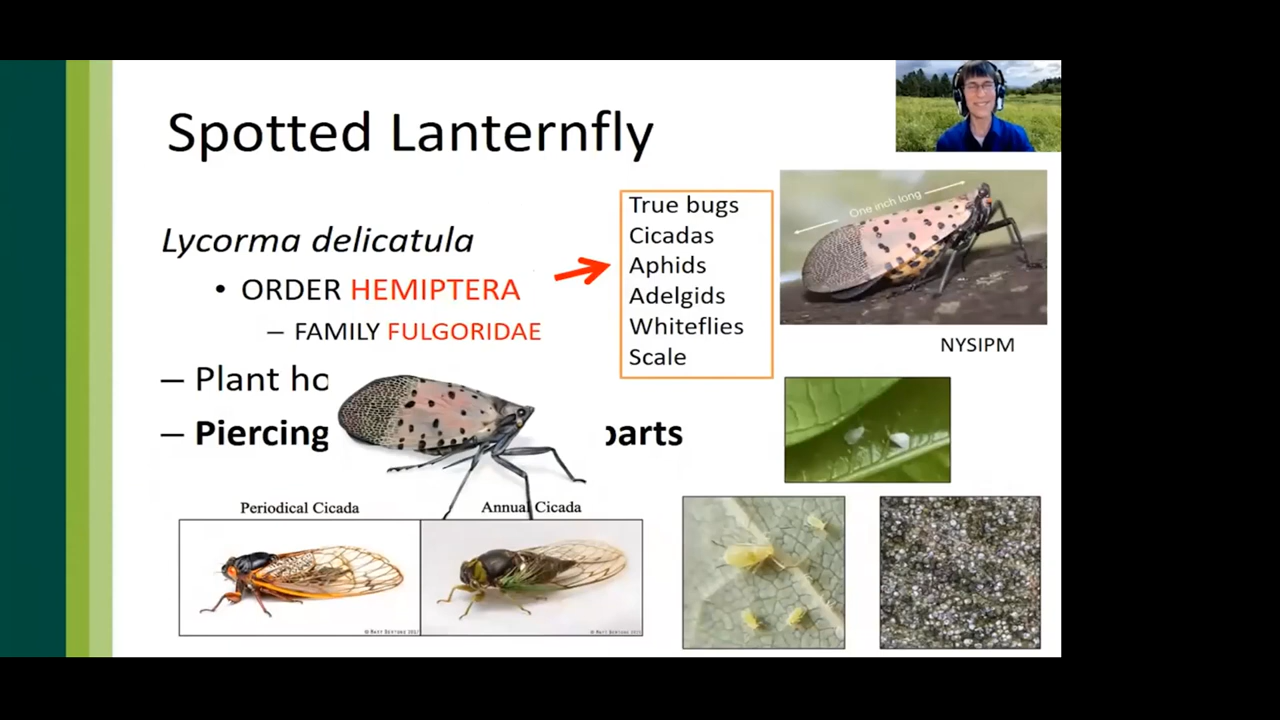 Spotted Lanternfly
Lycorma delicatula
• ORDER HEMIPTERA
– FAMILY FULGORIDAE
– Plant
– Piercing parts
True bugs
Cicadas
Aphids
Adelgids
Whiteflies
Scale
One inch long
NYSIPM
Periodical Cicada
Annual Cicada